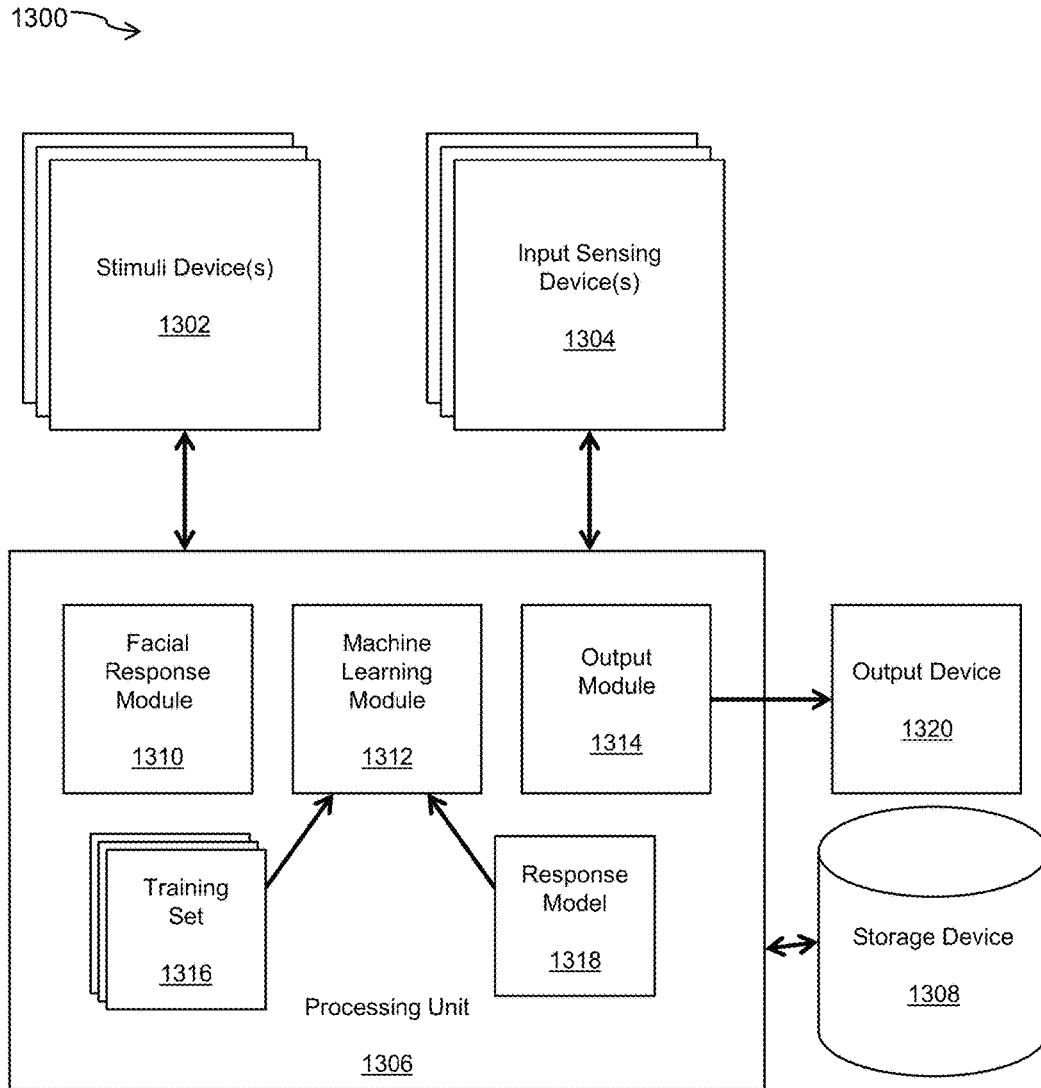 1300
Stimuli Device(s)
1302
Input Sensing
Device(s)
1304
Facial
Response
Module
1310
Machine
Learning
Module
1312
Output
Module
1314
Output Device
1320
Training
Set
1316
Response
Model
1318
Storage Device
1308
Processing Unit
1306